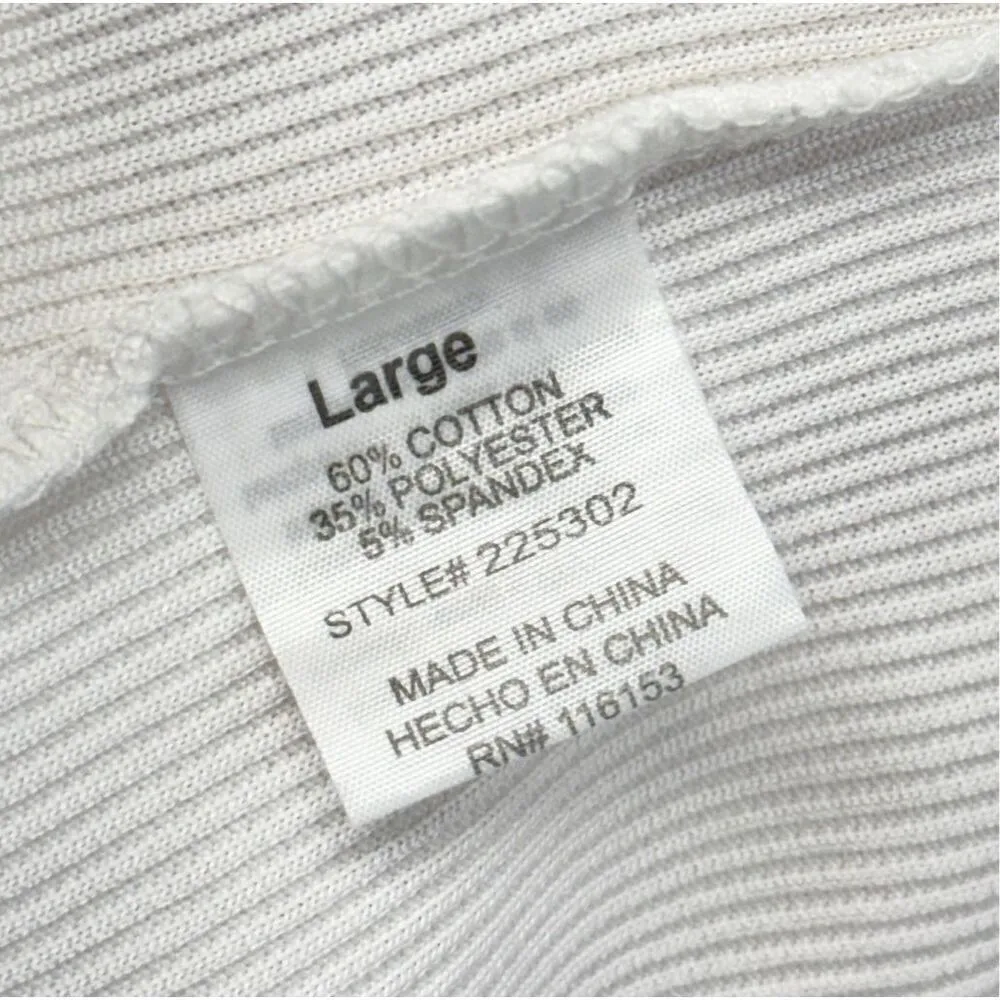 Large
60% COTTON
35% POLYESTER
5% SPANDEX
STYLE# 225302
MADE IN CHINA
HECHO EN CHINA
RN# 116153